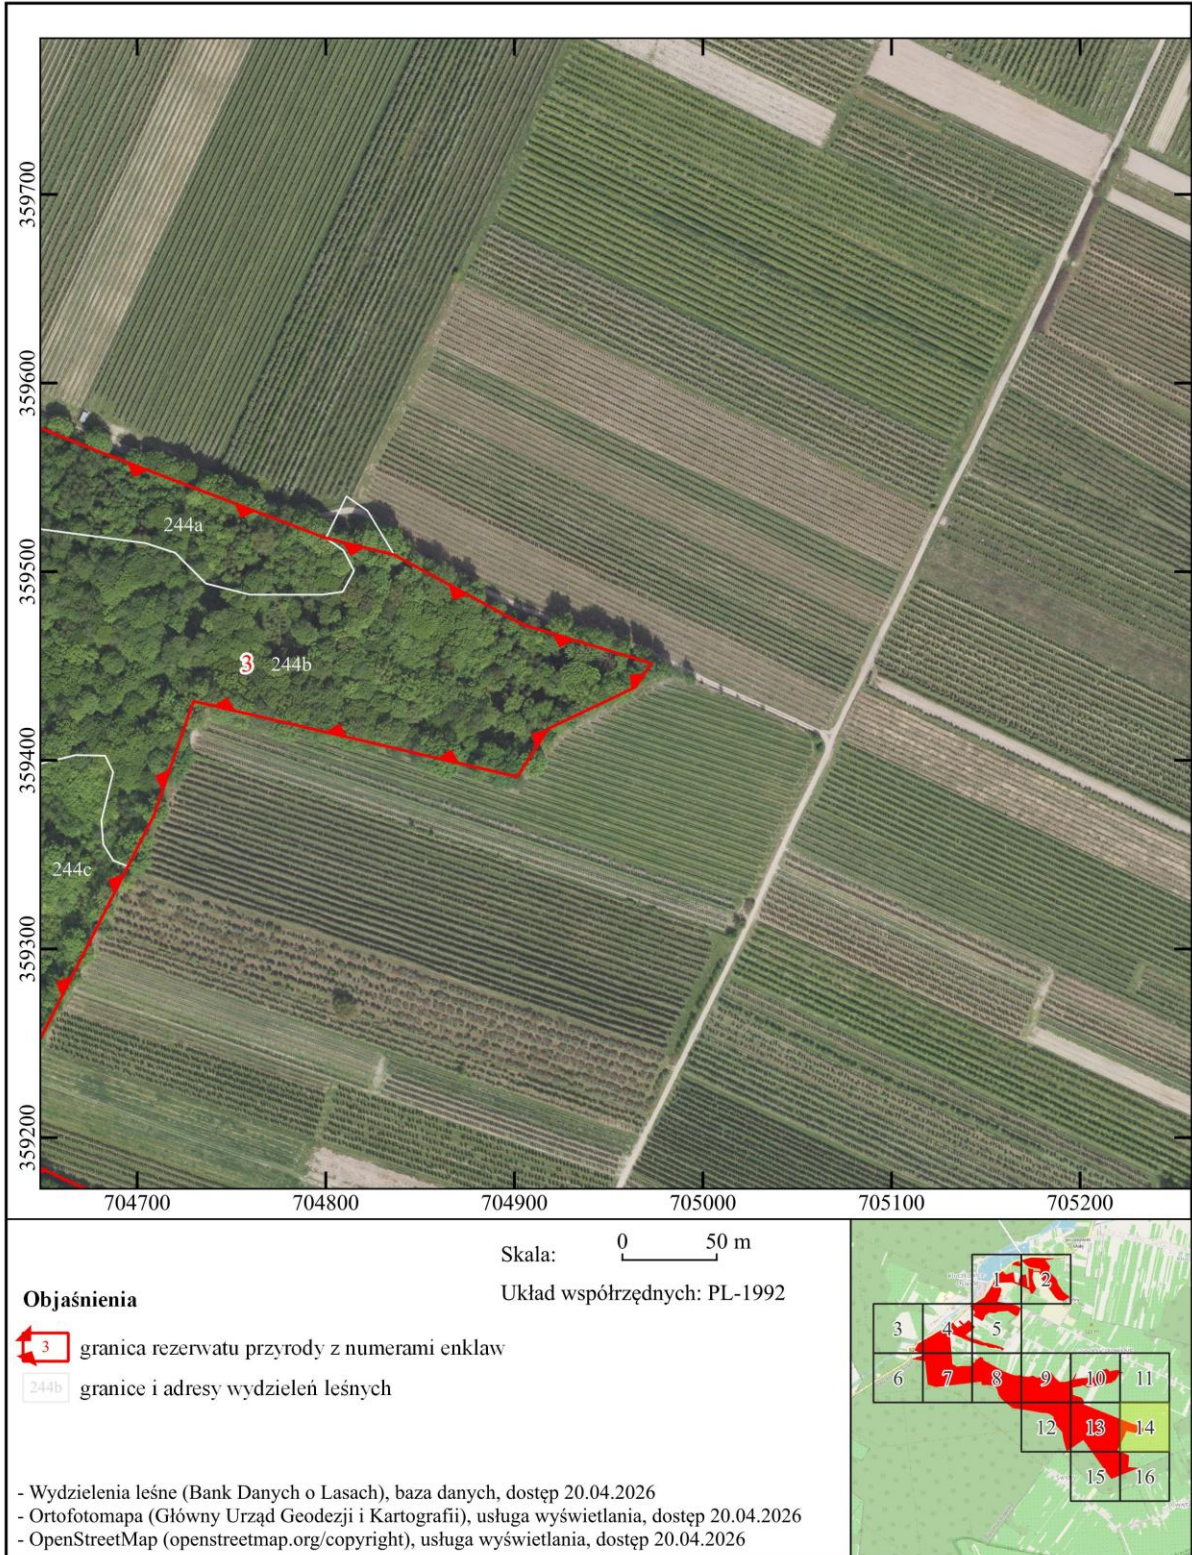 359700
359600
359500
359400
359300
359200
244a
3
244b
244c
704700
704800
704900
705000
705100
705200
Skala:
0
50 m
Układ współrzędnych: PL-1992
Objaśnienia
3
granica rezerwatu przyrody z numerami enklaw
244b
granice i adresy wydzieleń leśnych
- Wydzielenia leśne (Bank Danych o Lasach), baza danych, dostęp 20.04.2026
- Ortofotomapa (Główny Urząd Geodezji i Kartografii), usługa wyświetlania, dostęp 20.04.2026
- OpenStreetMap (openstreetmap.org/copyright), usługa wyświetlania, dostęp 20.04.2026
1
2
3
4
5
6
7
8
9
10
11
12
13
14
15
16